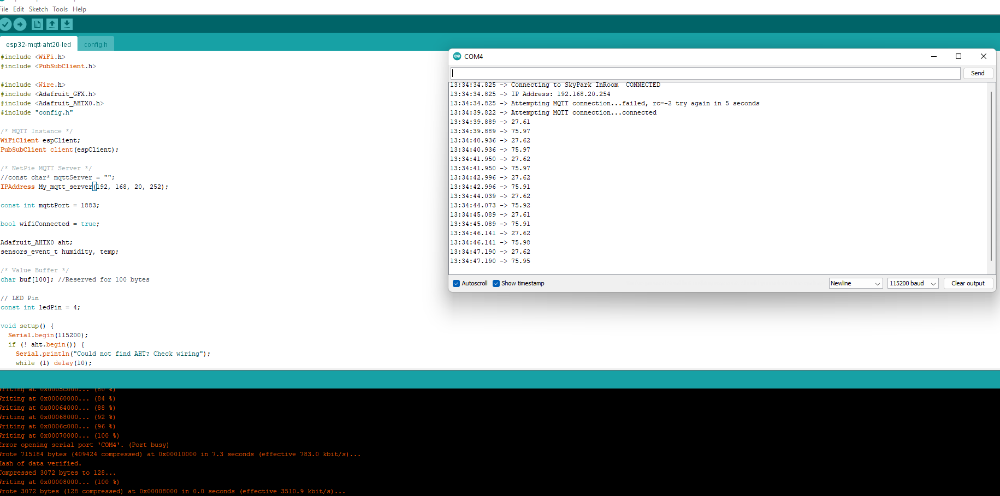 File Edit Sketch Tools Help
esp32-mqtt-aht20-led config.h
#include <WiFi.h>
#include <PubSubClient.h>
#include <Wire.h>
#include <Adafruit_GFX.h>
#include <Adafruit_AHTX0.h>
#include "config.h"
/* MQTT Instance */
WiFiClient espClient;
PubSubClient client(espClient);
/* NetPie MQTT Server */
//const char* mqttServer = "";
IPAddress My_mqtt_server(192, 168, 20, 252);
const int mqttPort = 1883;
bool wifiConnected = true;
Adafruit_AHTX0 aht;
sensors_event_t humidity, temp;
/* Value Buffer */
char buf[100]; //Reserved for 100 bytes
// LED Pin
const int ledPin = 4;
void setup() {
Serial.begin(115200);
if (! aht.begin()) {
Serial.println("Could not find AHT? Check wiring");
while (1) delay(10);
COM4
Send
13:34:34.825 -> Connecting to SkyPark InRoom  CONNECTED
13:34:34.825 -> IP Address: 192.168.20.254
13:34:34.825 -> Attempting MQTT connection...failed, rc=-2 try again in 5 seconds
13:34:39.822 -> Attempting MQTT connection...connected
13:34:39.889 -> 27.61
13:34:39.889 -> 75.97
13:34:40.936 -> 27.62
13:34:40.936 -> 75.97
13:34:41.950 -> 27.62
13:34:41.950 -> 75.97
13:34:42.996 -> 27.62
13:34:42.996 -> 75.91
13:34:44.039 -> 27.62
13:34:44.073 -> 75.92
13:34:45.089 -> 27.61
13:34:45.089 -> 75.91
13:34:46.141 -> 27.62
13:34:46.141 -> 75.98
13:34:47.190 -> 27.62
13:34:47.190 -> 75.95
Autoscroll Show timestamp Newline 115200 baud Clear output
Writing at 0x0005c000... (80 %)
Writing at 0x00060000... (84 %)
Writing at 0x00064000... (88 %)
Writing at 0x00068000... (92 %)
Writing at 0x0006c000... (96 %)
Writing at 0x00070000... (100 %)
Error opening serial port 'COM4'. (Port busy)
Wrote 715184 bytes (409424 compressed) at 0x00010000 in 7.3 seconds (effective 783.0 kbit/s)...
Hash of data verified.
Compressed 3072 bytes to 128...
Writing at 0x00008000... (100 %)
Wrote 3072 bytes (128 compressed) at 0x00008000 in 0.0 seconds (effective 3510.9 kbit/s)...